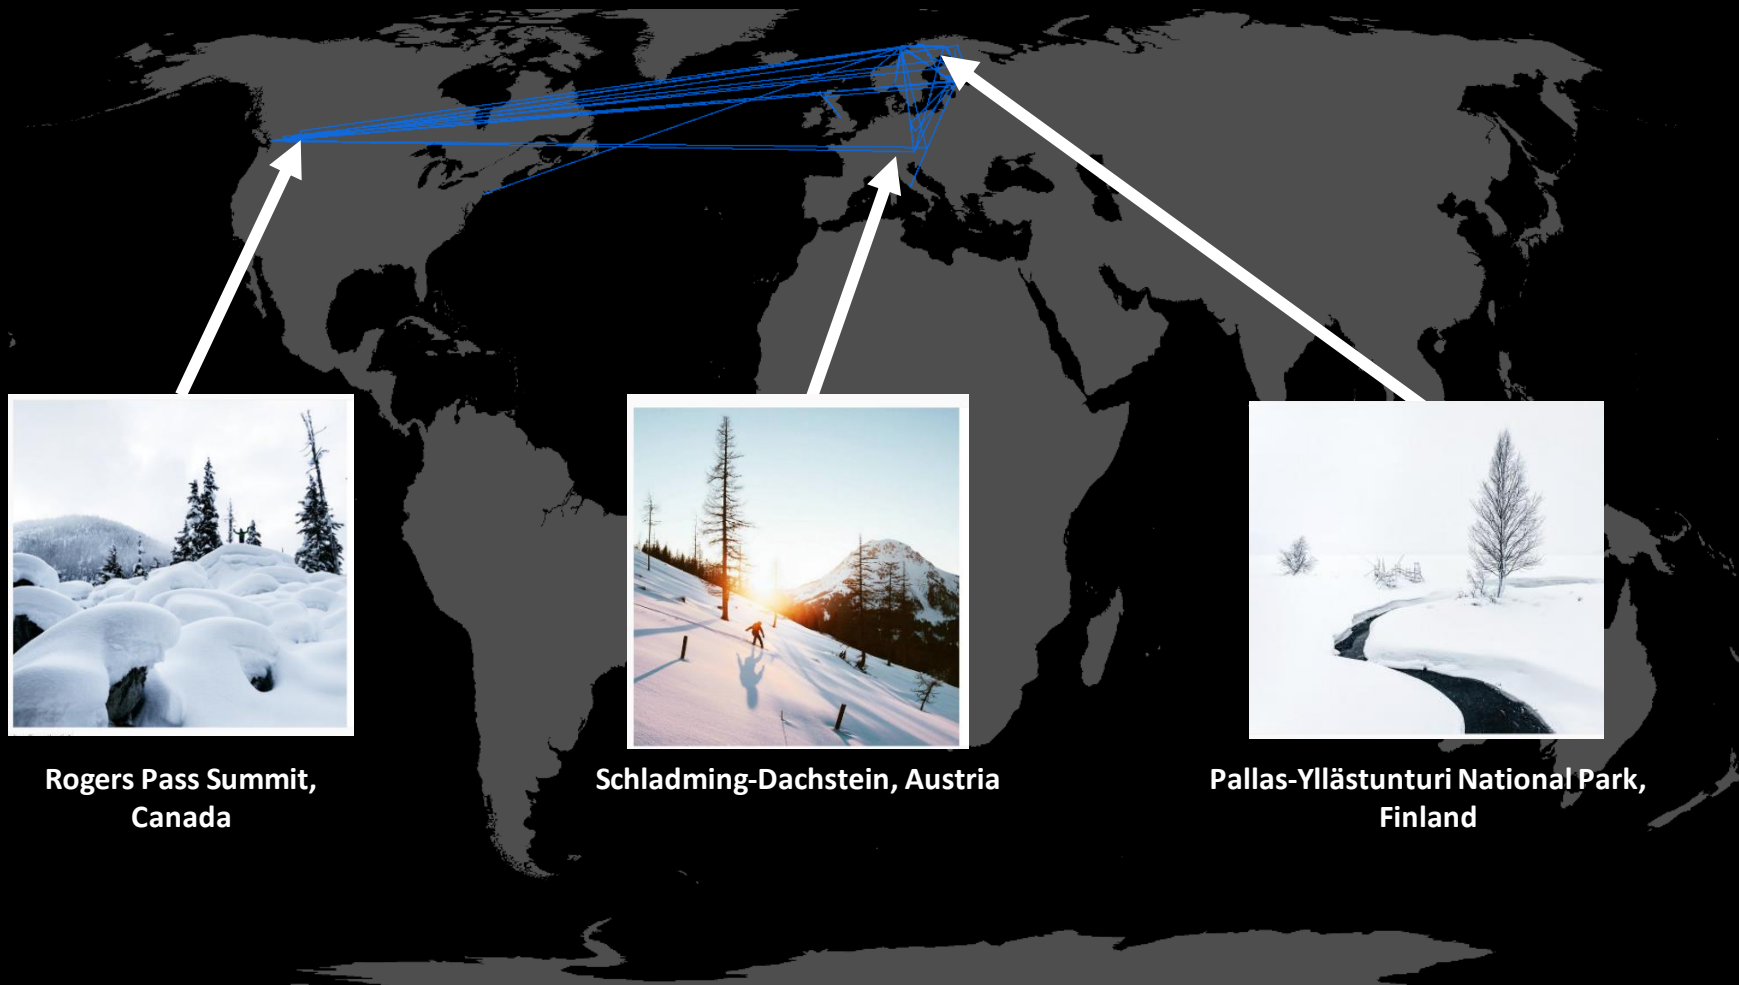 Rogers Pass Summit,
Canada
Schladming-Dachstein, Austria
Pallas-Yllästunturi National Park,
Finland